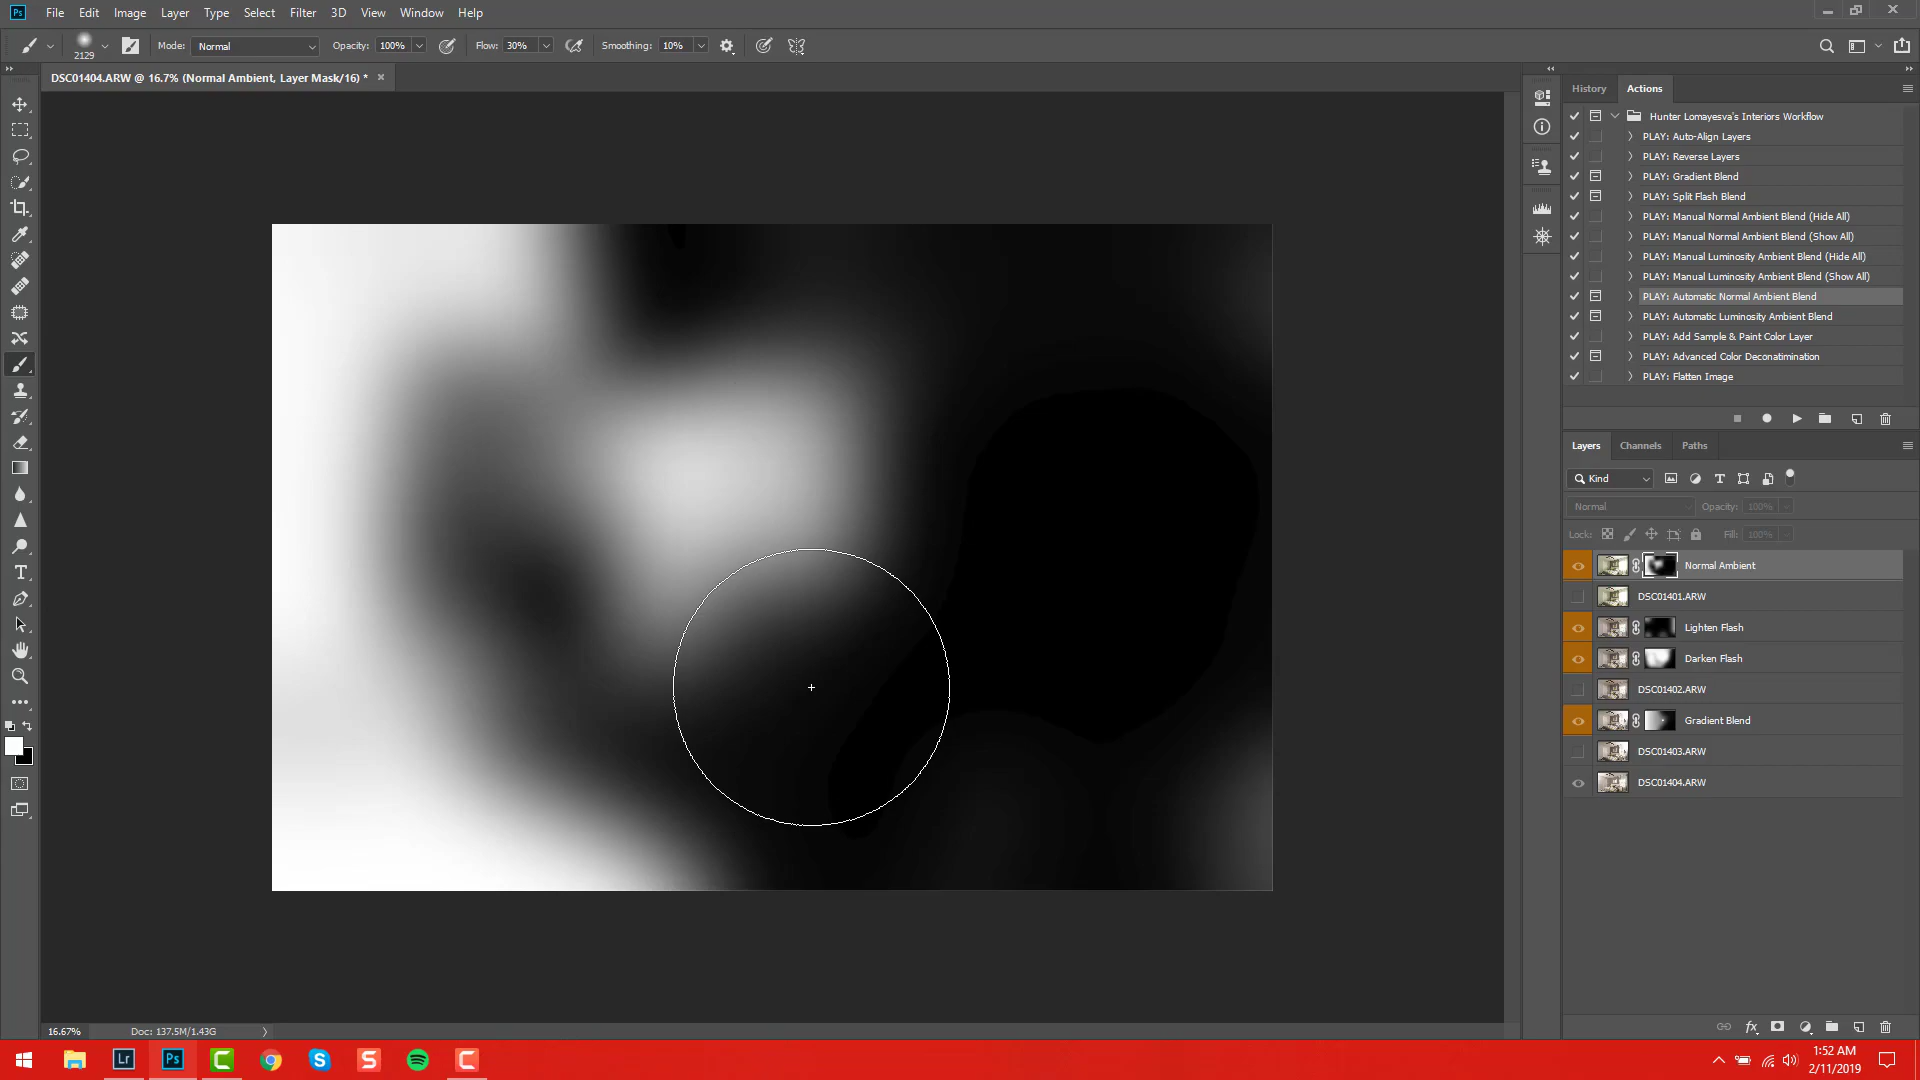 Ps File Edit Image Layer Type Select Filter 3D View Window Help
2129 Mode: Normal Opacity: 100% Flow: 30% Smoothing: 10%
DSC01404.ARW @ 16.7% (Normal Ambient, Layer Mask/16) * ×
History Actions
Hunter Lomayesva's Interiors Workflow
PLAY: Auto-Align Layers
PLAY: Reverse Layers
PLAY: Gradient Blend
PLAY: Split Flash Blend
PLAY: Manual Normal Ambient Blend (Hide All)
PLAY: Manual Normal Ambient Blend (Show All)
PLAY: Manual Luminosity Ambient Blend (Hide All)
PLAY: Manual Luminosity Ambient Blend (Show All)
PLAY: Automatic Normal Ambient Blend
PLAY: Automatic Luminosity Ambient Blend
PLAY: Add Sample & Paint Color Layer
PLAY: Advanced Color Deconatimination
PLAY: Flatten Image
Layers Channels Paths
Kind
Normal Opacity: 100%
Lock: Fill: 100%
Normal Ambient
DSC01401.ARW
Lighten Flash
Darken Flash
DSC01402.ARW
Gradient Blend
DSC01403.ARW
DSC01404.ARW
16.67% Doc: 137.5M/1.43G
fx
Lr Ps
1:52 AM
2/11/2019